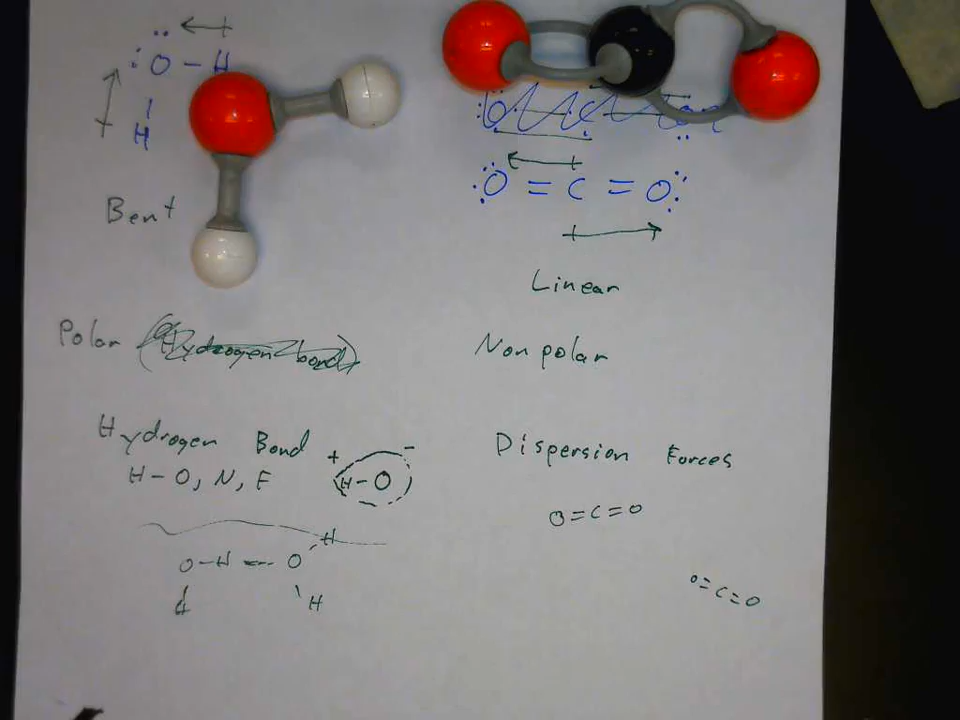 O - H
H
Bent
O = C = O
Linear
Polar
Nonpolar
Hydrogen Bond
H - O, N, F
+ H - O -
Dispersion Forces
O = C = O
H
O - H --- O
H H
O = C = O